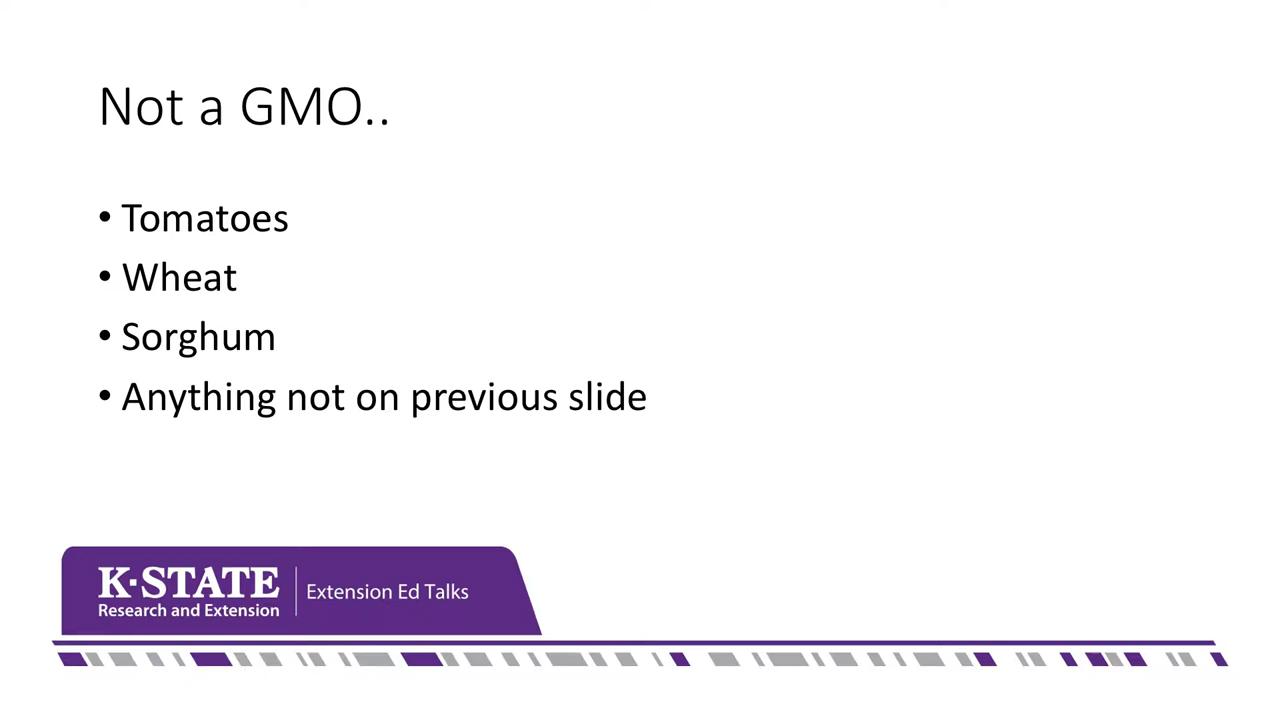 Not a GMO..
• Tomatoes
• Wheat
• Sorghum
• Anything not on previous slide
K·STATE
Research and Extension
Extension Ed Talks